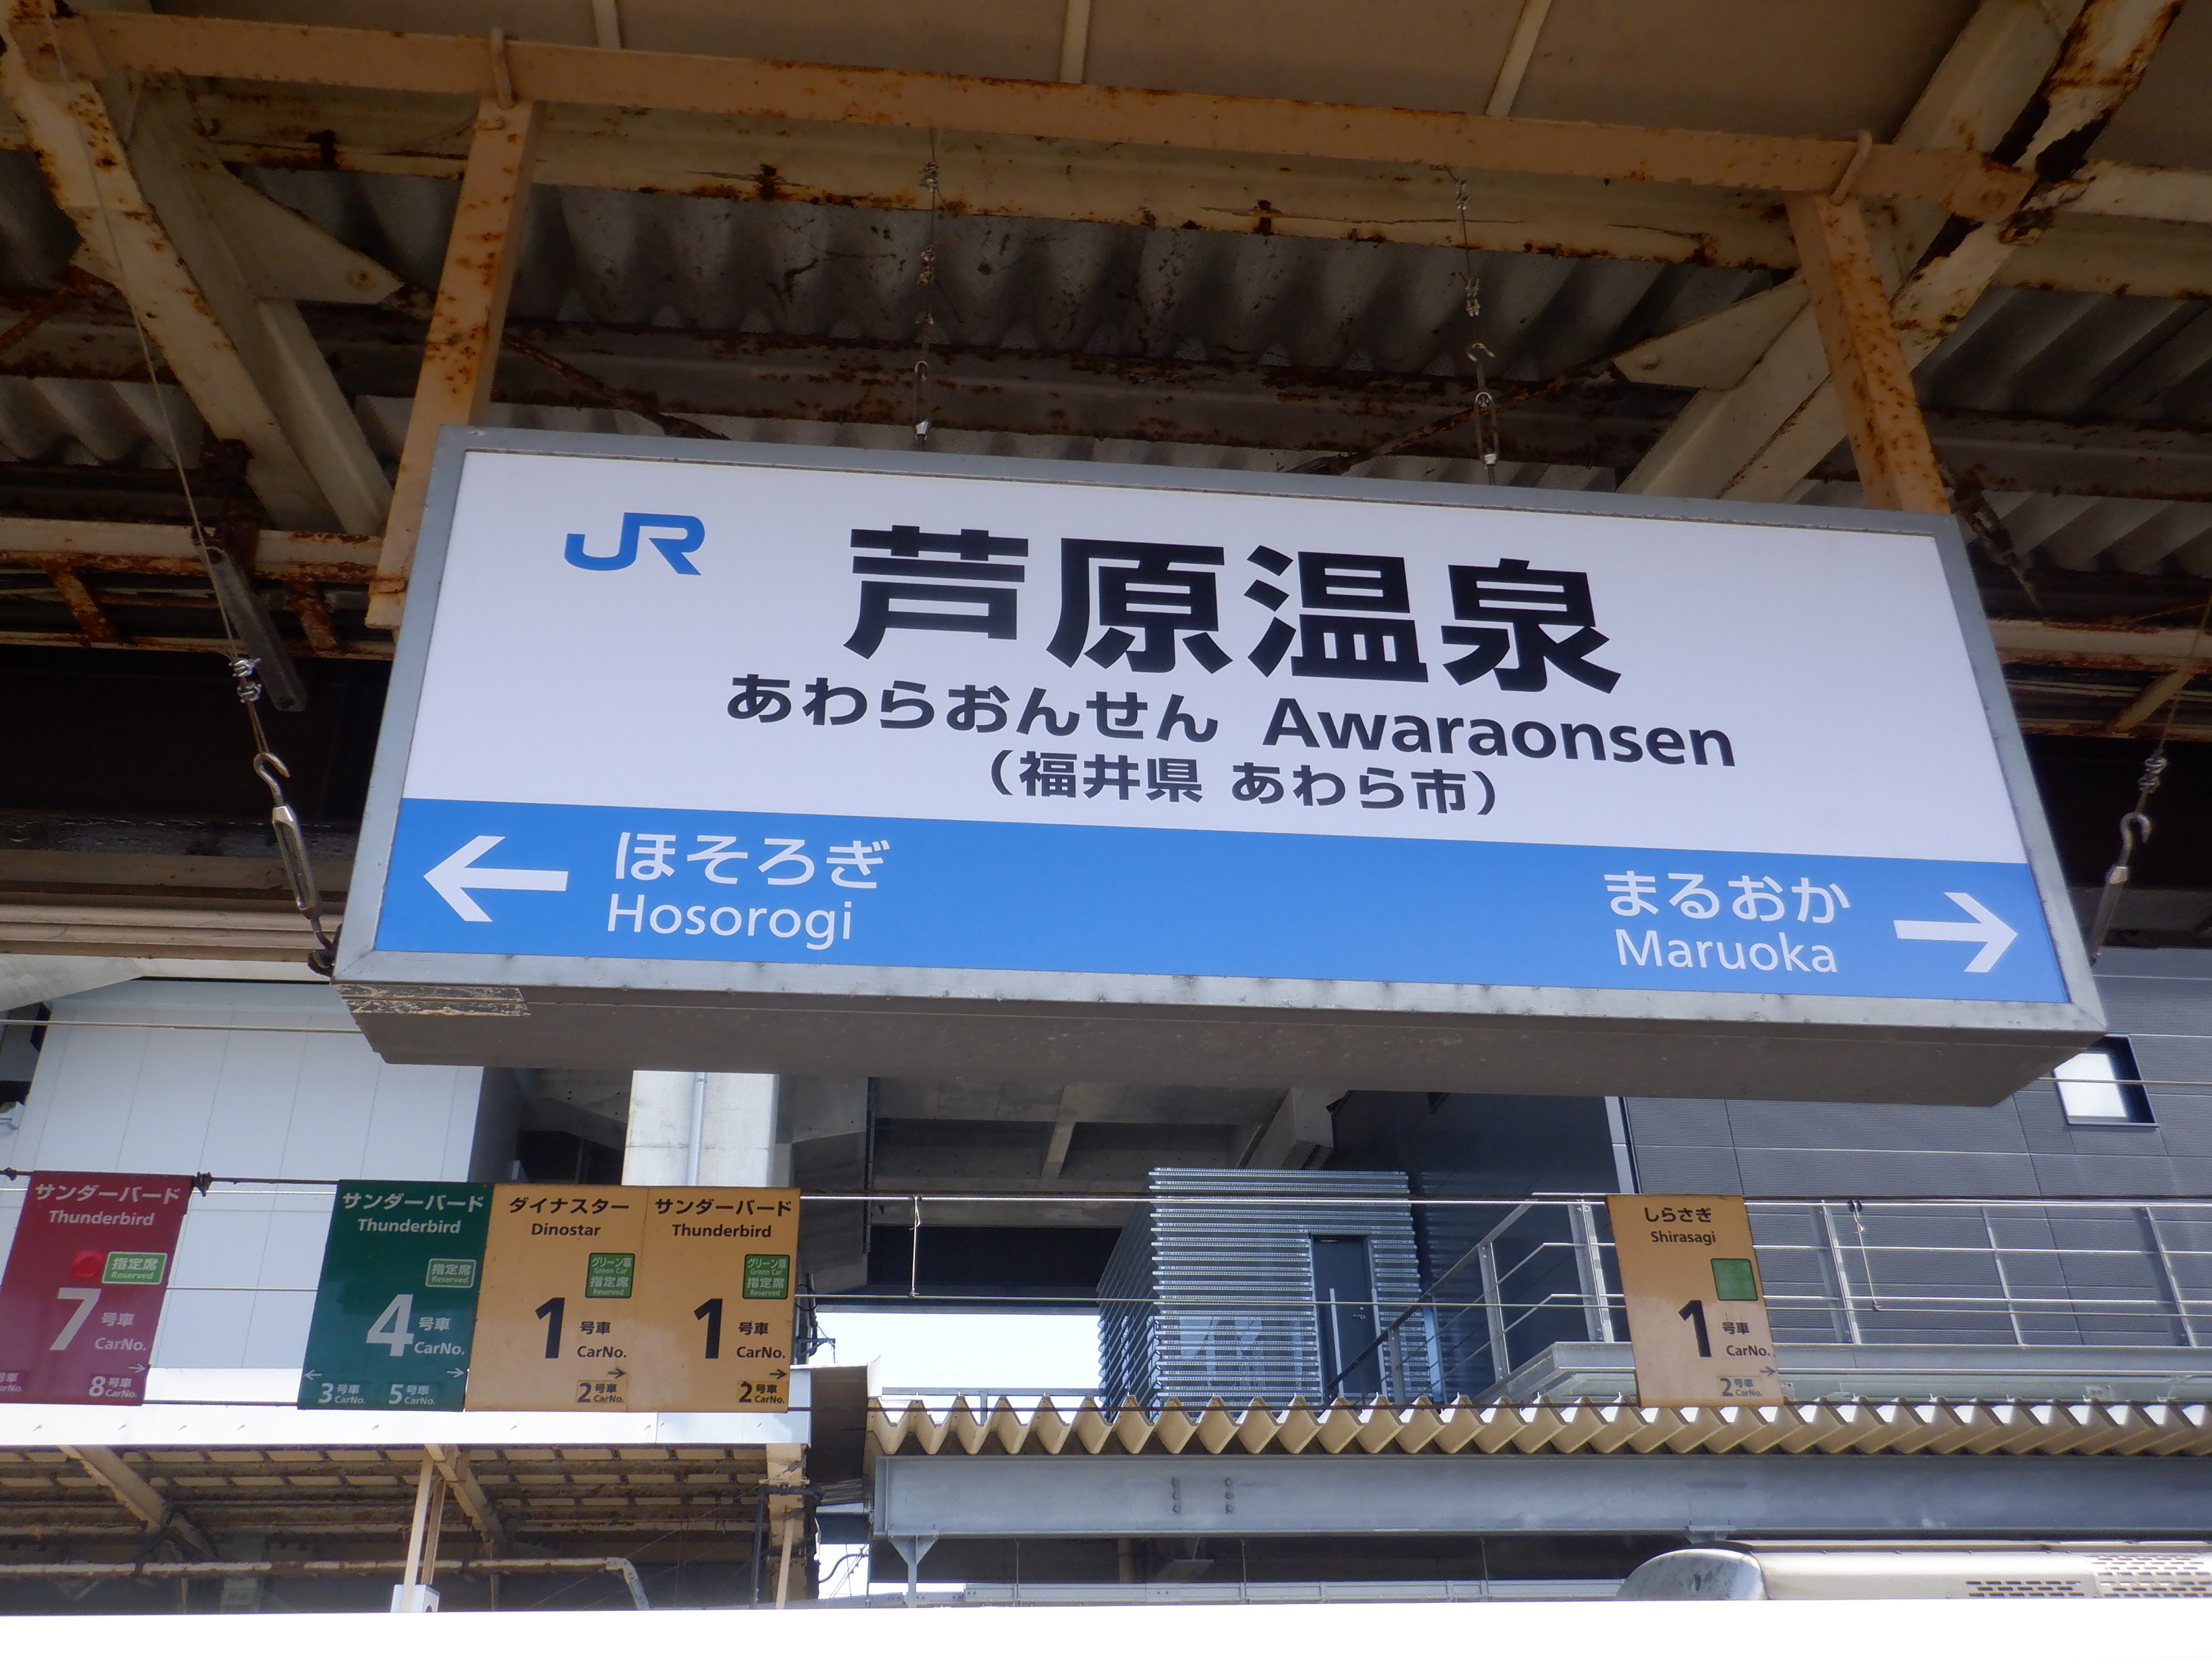 JR
芦原温泉
あわらおんせん Awaraonsen
（福井県 あわら市）
← ほそろぎ
Hosorogi
まるおか →
Maruoka
サンダーバード
Thunderbird
指定席
Reserved
7 号車
CarNo.
号車
CarNo.
→
8 号車
CarNo.
サンダーバード
Thunderbird
指定席
Reserved
4 号車
CarNo.
← →
3 号車 5 号車
CarNo. CarNo.
ダイナスター
Dinostar
グリーン車
Green Car
指定席
Reserved
1 号車
CarNo.
→
2 号車
CarNo.
サンダーバード
Thunderbird
グリーン車
Green Car
指定席
Reserved
1 号車
CarNo.
→
2 号車
CarNo.
しらさぎ
Shirasagi
1 号車
CarNo.
→
2 号車
CarNo.